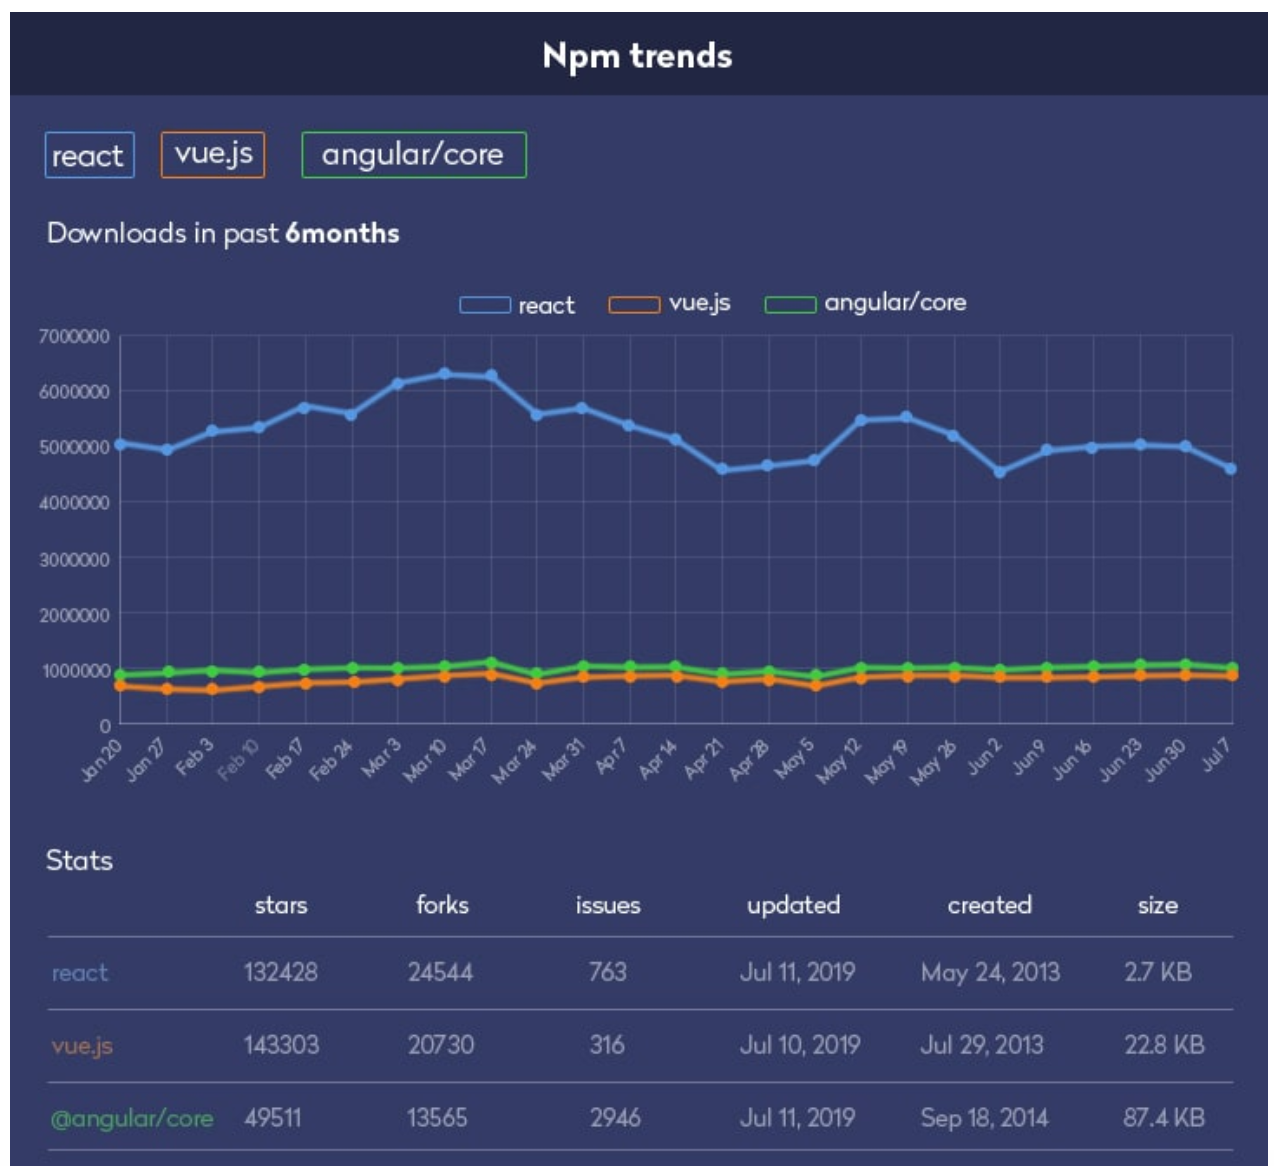 Npm trends
react vue.js angular/core
Downloads in past 6months
react vue.js angular/core
7000000
6000000
5000000
4000000
3000000
2000000
1000000
0
Jan 20 Jan 27 Feb 3 Feb 10 Feb 17 Feb 24 Mar 3 Mar 10 Mar 17 Mar 24 Mar 31 Apr 7 Apr 14 Apr 21 Apr 28 May 5 May 12 May 19 May 26 Jun 2 Jun 9 Jun 16 Jun 23 Jun 30 Jul 7
Stats
stars forks issues updated created size
react 132428 24544 763 Jul 11, 2019 May 24, 2013 2.7 KB
vue.js 143303 20730 316 Jul 10, 2019 Jul 29, 2013 22.8 KB
@angular/core 49511 13565 2946 Jul 11, 2019 Sep 18, 2014 87.4 KB